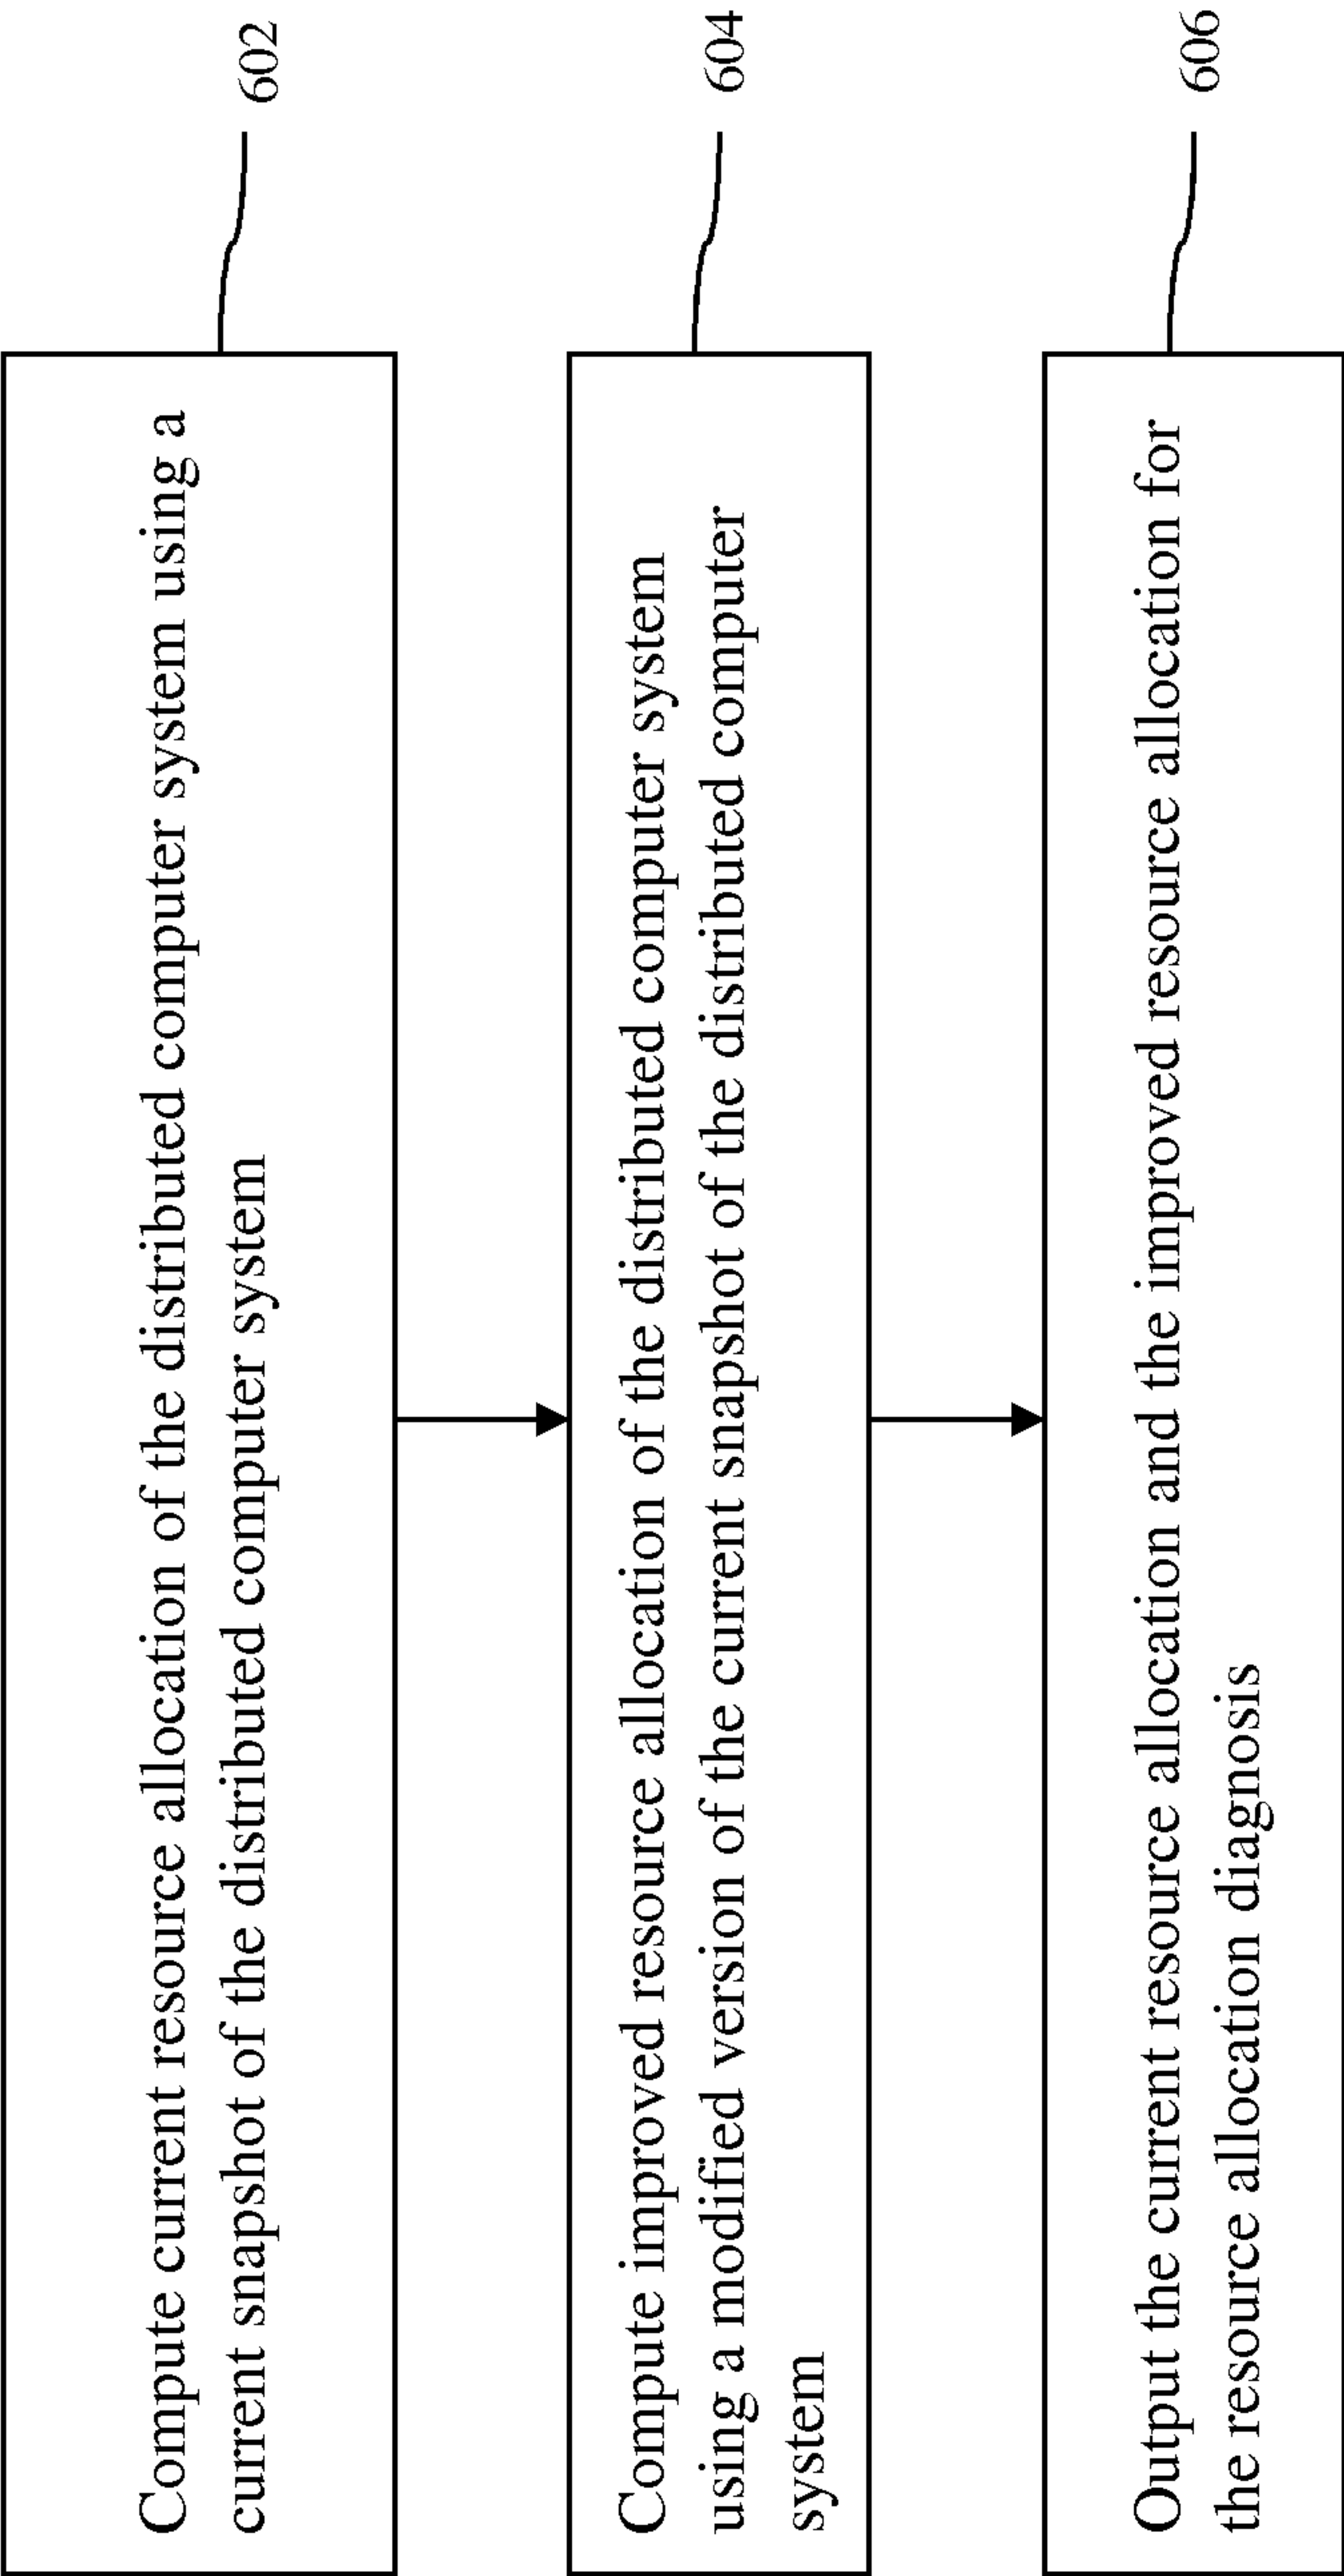 Compute current resource allocation of the distributed computer system using a
current snapshot of the distributed computer system
602
Compute improved resource allocation of the distributed computer system
using a modified version of the current snapshot of the distributed computer
system
604
Output the current resource allocation and the improved resource allocation for
the resource allocation diagnosis
606